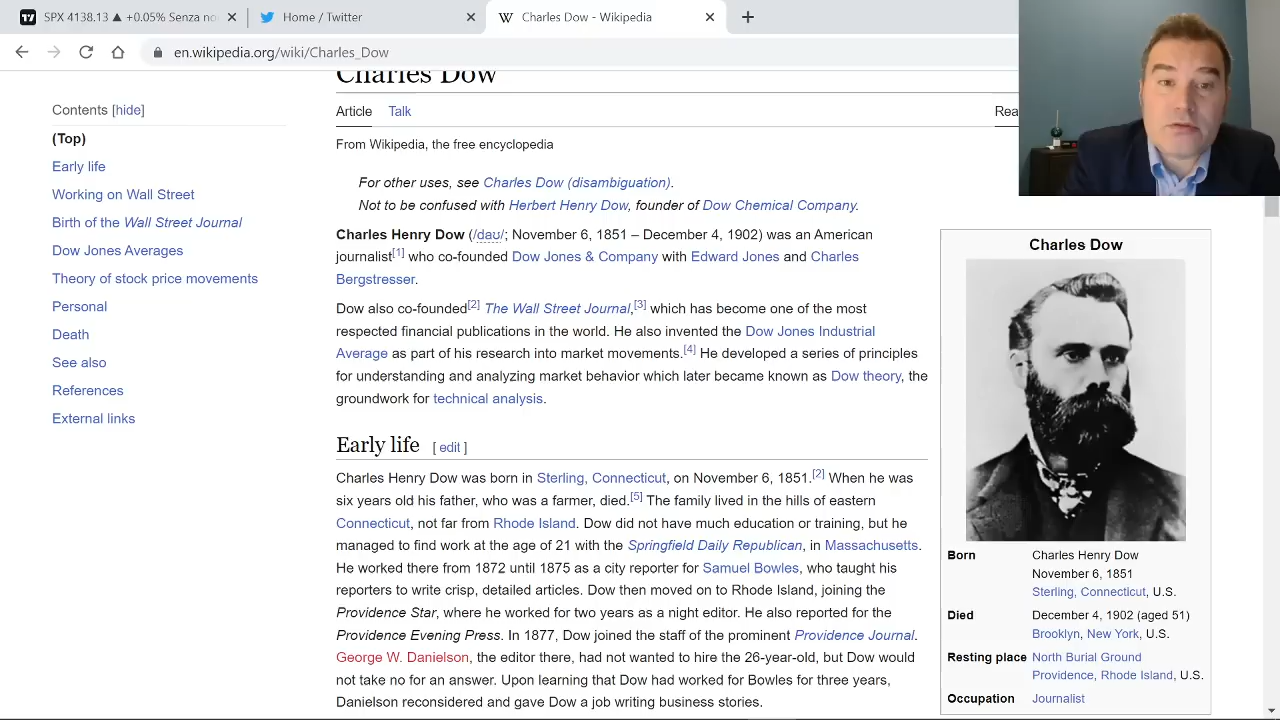 SPX 4138.13 ▲ +0.05% Senza no
Home / Twitter
Charles Dow - Wikipedia
en.wikipedia.org/wiki/Charles_Dow
Charles Dow
Contents [hide]
(Top)
Early life
Working on Wall Street
Birth of the Wall Street Journal
Dow Jones Averages
Theory of stock price movements
Personal
Death
See also
References
External links
Article Talk
Rea
From Wikipedia, the free encyclopedia
For other uses, see Charles Dow (disambiguation).
Not to be confused with Herbert Henry Dow, founder of Dow Chemical Company.
Charles Henry Dow (/daʊ/; November 6, 1851 – December 4, 1902) was an American
journalist[1] who co-founded Dow Jones & Company with Edward Jones and Charles
Bergstresser.
Dow also co-founded[2] The Wall Street Journal,[3] which has become one of the most
respected financial publications in the world. He also invented the Dow Jones Industrial
Average as part of his research into market movements.[4] He developed a series of principles
for understanding and analyzing market behavior which later became known as Dow theory, the
groundwork for technical analysis.
Early life [ edit ]
Charles Henry Dow was born in Sterling, Connecticut, on November 6, 1851.[2] When he was
six years old his father, who was a farmer, died.[5] The family lived in the hills of eastern
Connecticut, not far from Rhode Island. Dow did not have much education or training, but he
managed to find work at the age of 21 with the Springfield Daily Republican, in Massachusetts.
He worked there from 1872 until 1875 as a city reporter for Samuel Bowles, who taught his
reporters to write crisp, detailed articles. Dow then moved on to Rhode Island, joining the
Providence Star, where he worked for two years as a night editor. He also reported for the
Providence Evening Press. In 1877, Dow joined the staff of the prominent Providence Journal.
George W. Danielson, the editor there, had not wanted to hire the 26-year-old, but Dow would
not take no for an answer. Upon learning that Dow had worked for Bowles for three years,
Danielson reconsidered and gave Dow a job writing business stories.
Charles Dow
Born Charles Henry Dow
November 6, 1851
Sterling, Connecticut, U.S.
Died December 4, 1902 (aged 51)
Brooklyn, New York, U.S.
Resting place North Burial Ground
Providence, Rhode Island, U.S.
Occupation Journalist